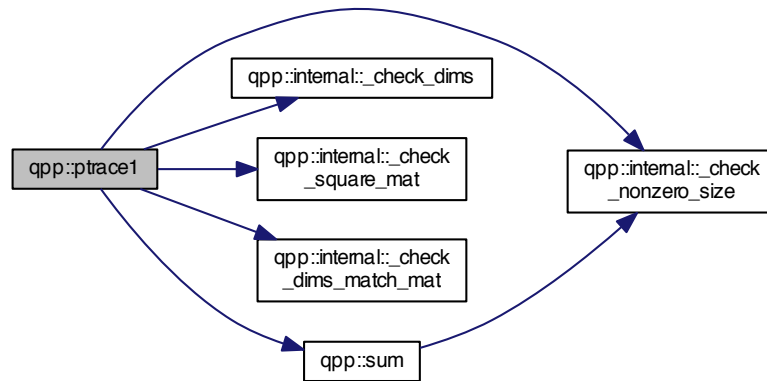 qpp::ptrace1
qpp::internal::_check_dims
qpp::internal::_check
_square_mat
qpp::internal::_check
_dims_match_mat
qpp::sum
qpp::internal::_check
_nonzero_size